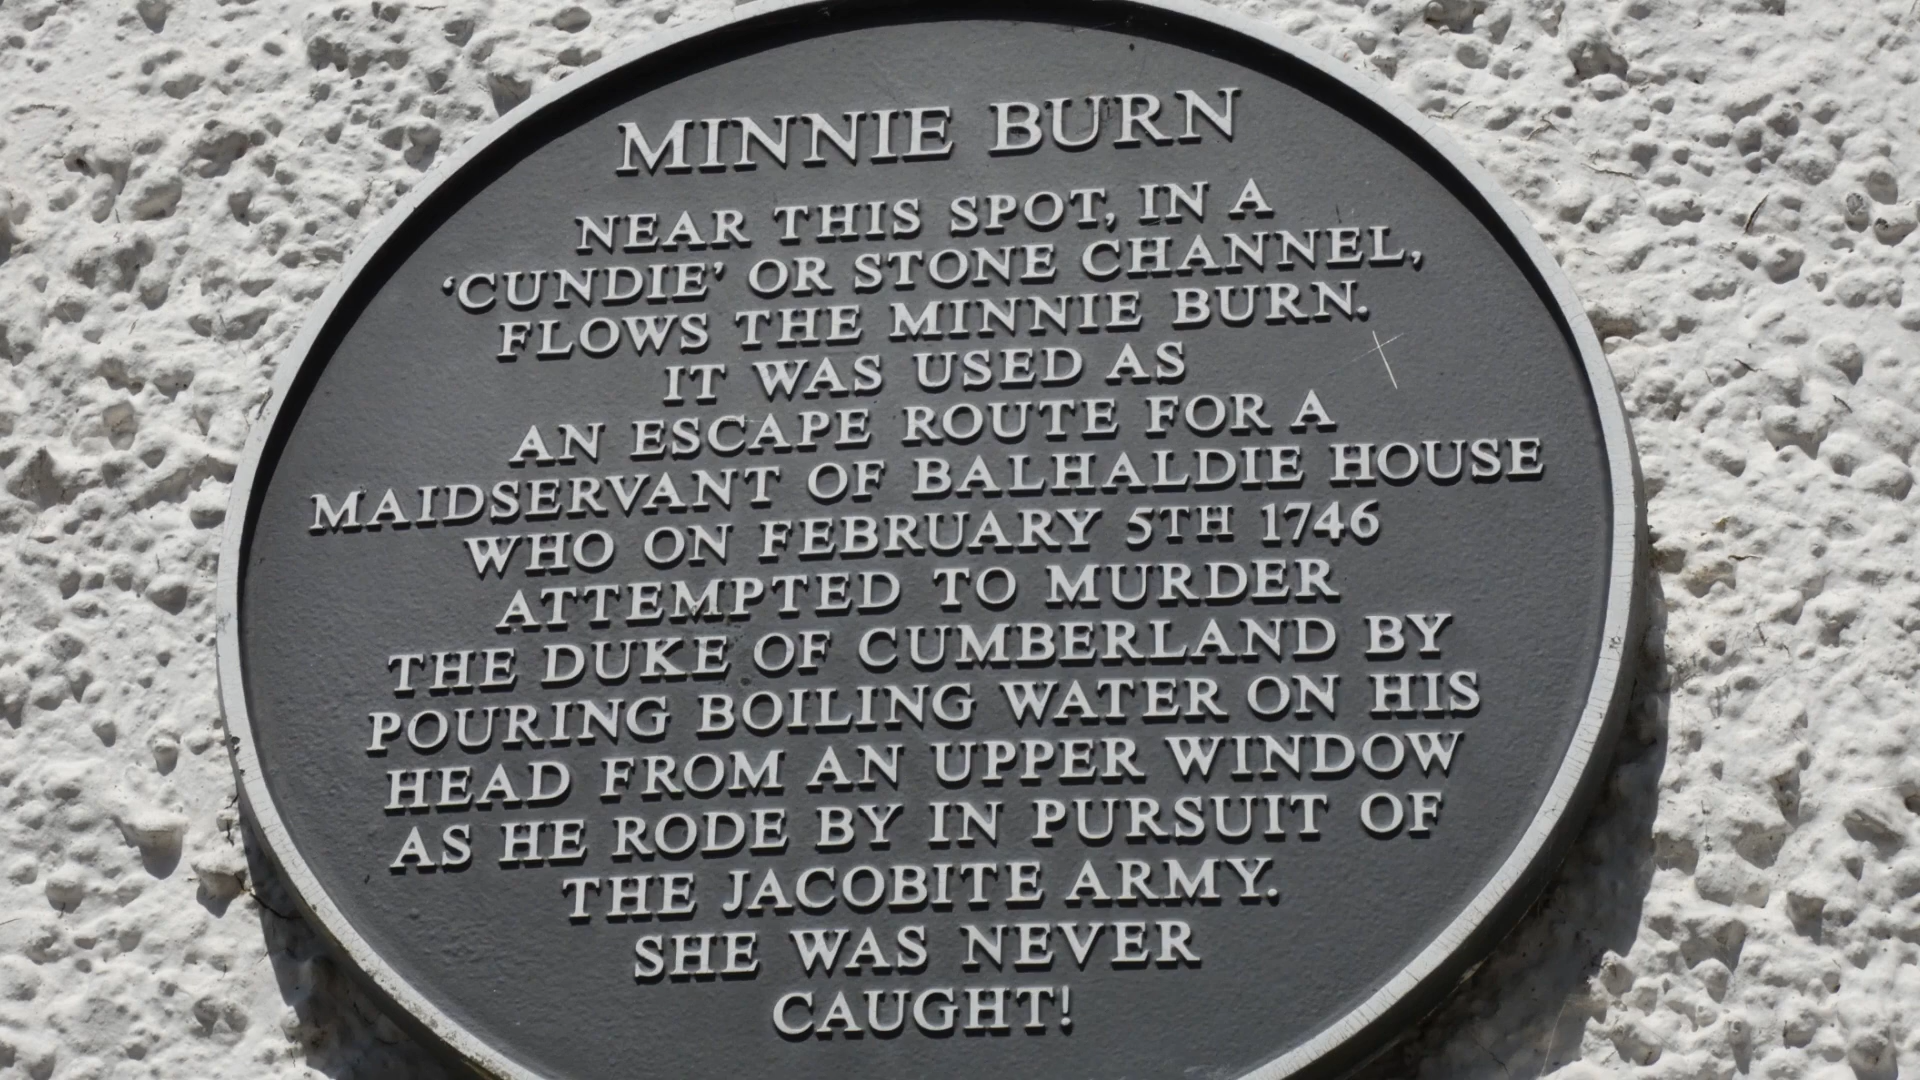 MINNIE BURN
NEAR THIS SPOT, IN A
‘CUNDIE’ OR STONE CHANNEL,
FLOWS THE MINNIE BURN.
IT WAS USED AS
AN ESCAPE ROUTE FOR A
MAIDSERVANT OF BALHALDIE HOUSE
WHO ON FEBRUARY 5TH 1746
ATTEMPTED TO MURDER
THE DUKE OF CUMBERLAND BY
POURING BOILING WATER ON HIS
HEAD FROM AN UPPER WINDOW
AS HE RODE BY IN PURSUIT OF
THE JACOBITE ARMY.
SHE WAS NEVER
CAUGHT!